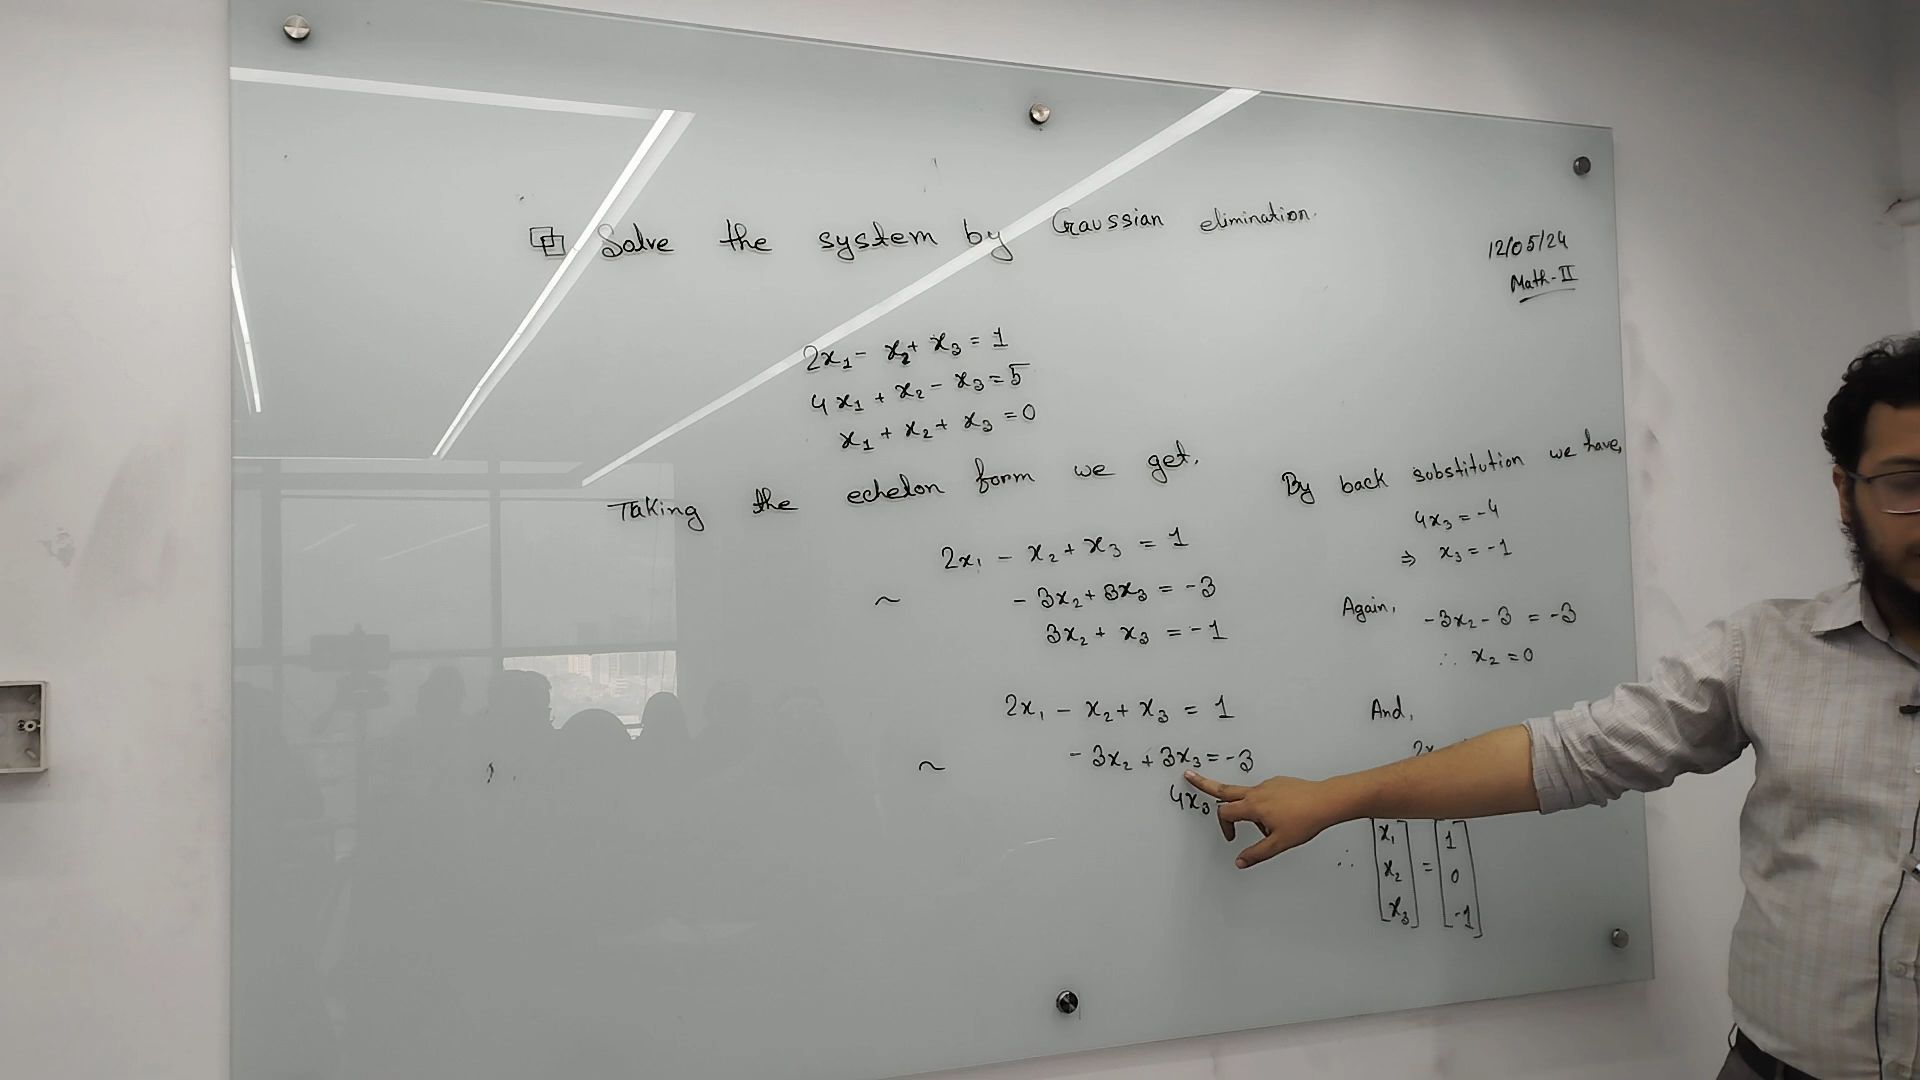 Solve the system by Gaussian elimination.
12/05/24
Math-II
2x₁ - x₂ + x₃ = 1
4x₁ + x₂ - x₃ = 5
x₁ + x₂ + x₃ = 0
Taking the echelon form we get,
2x₁ - x₂ + x₃ = 1
~ - 3x₂ + 3x₃ = -3
3x₂ + x₃ = -1
2x₁ - x₂ + x₃ = 1
~ - 3x₂ + 3x₃ = -3
4x₃ =
By back substitution we have,
4x₃ = -4
⇒ x₃ = -1
Again,
-3x₂ - 3 = -3
∴ x₂ = 0
And,
∴ [x₁ x₂ x₃] = [1 0 -1]